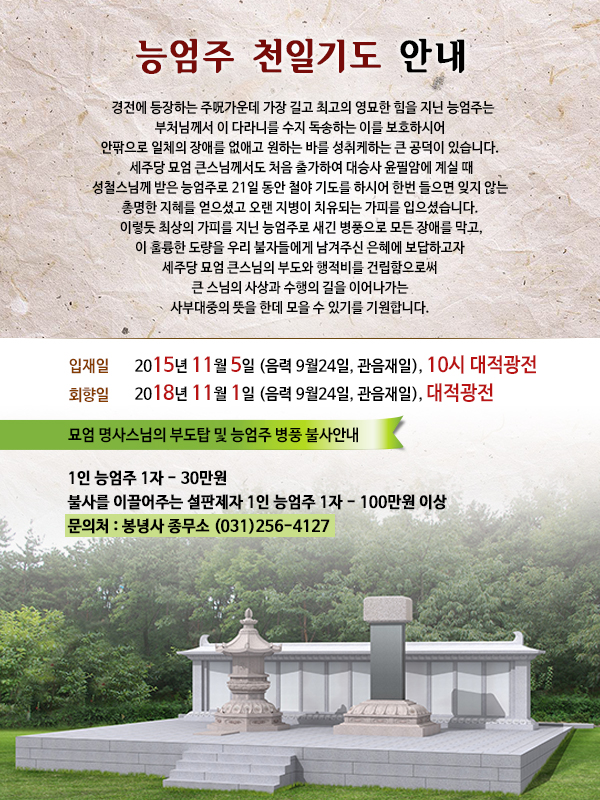 능엄주 천일기도 안내
경전에 등장하는 주呪가운데 가장 길고 최고의 영묘한 힘을 지닌 능엄주는
부처님께서 이 다라니를 수지 독송하는 이를 보호하시어
안팎으로 일체의 장애를 없애고 원하는 바를 성취케하는 큰 공덕이 있습니다.
세주당 묘엄 큰스님께서도 처음 출가하여 대승사 윤필암에 계실 때
성철스님께 받은 능엄주로 21일 동안 철야 기도를 하시어 한번 들으면 잊지 않는
총명한 지혜를 얻으셨고 오랜 지병이 치유되는 가피를 입으셨습니다.
이렇듯 최상의 가피를 지닌 능엄주로 새긴 병풍으로 모든 장애를 막고,
이 훌륭한 도량을 우리 불자들에게 남겨주신 은혜에 보답하고자
세주당 묘엄 큰스님의 부도와 행적비를 건립함으로써
큰 스님의 사상과 수행의 길을 이어나가는
사부대중의 뜻을 한데 모을 수 있기를 기원합니다.
입재일 2015년 11월 5일 (음력 9월24일, 관음재일), 10시 대적광전
회향일 2018년 11월 1일 (음력 9월24일, 관음재일), 대적광전
묘엄 명사스님의 부도탑 및 능엄주 병풍 불사안내
1인 능엄주 1자 - 30만원
불사를 이끌어주는 설판제자 1인 능엄주 1자 - 100만원 이상
문의처 : 봉녕사 종무소 (031)256-4127